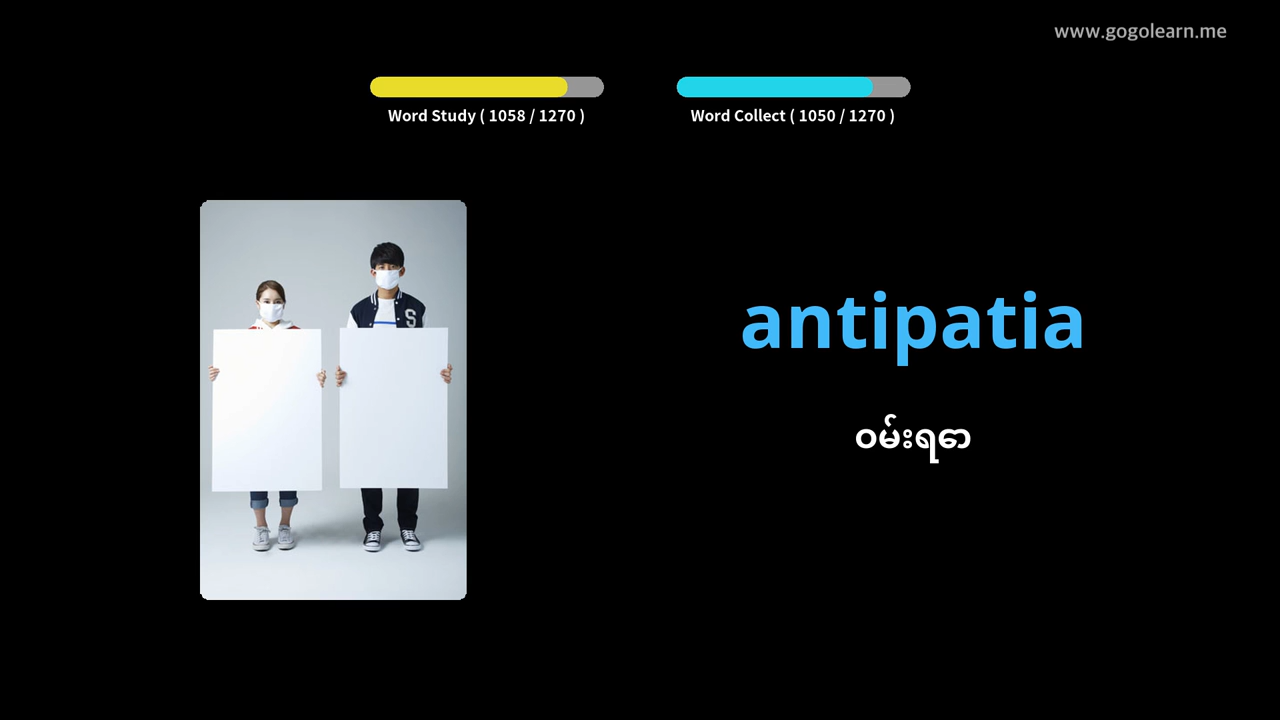 www.gogolearn.me
Word Study ( 1058 / 1270 )
Word Collect ( 1050 / 1270 )
S
antipatia
ဝမ်းရဓာ